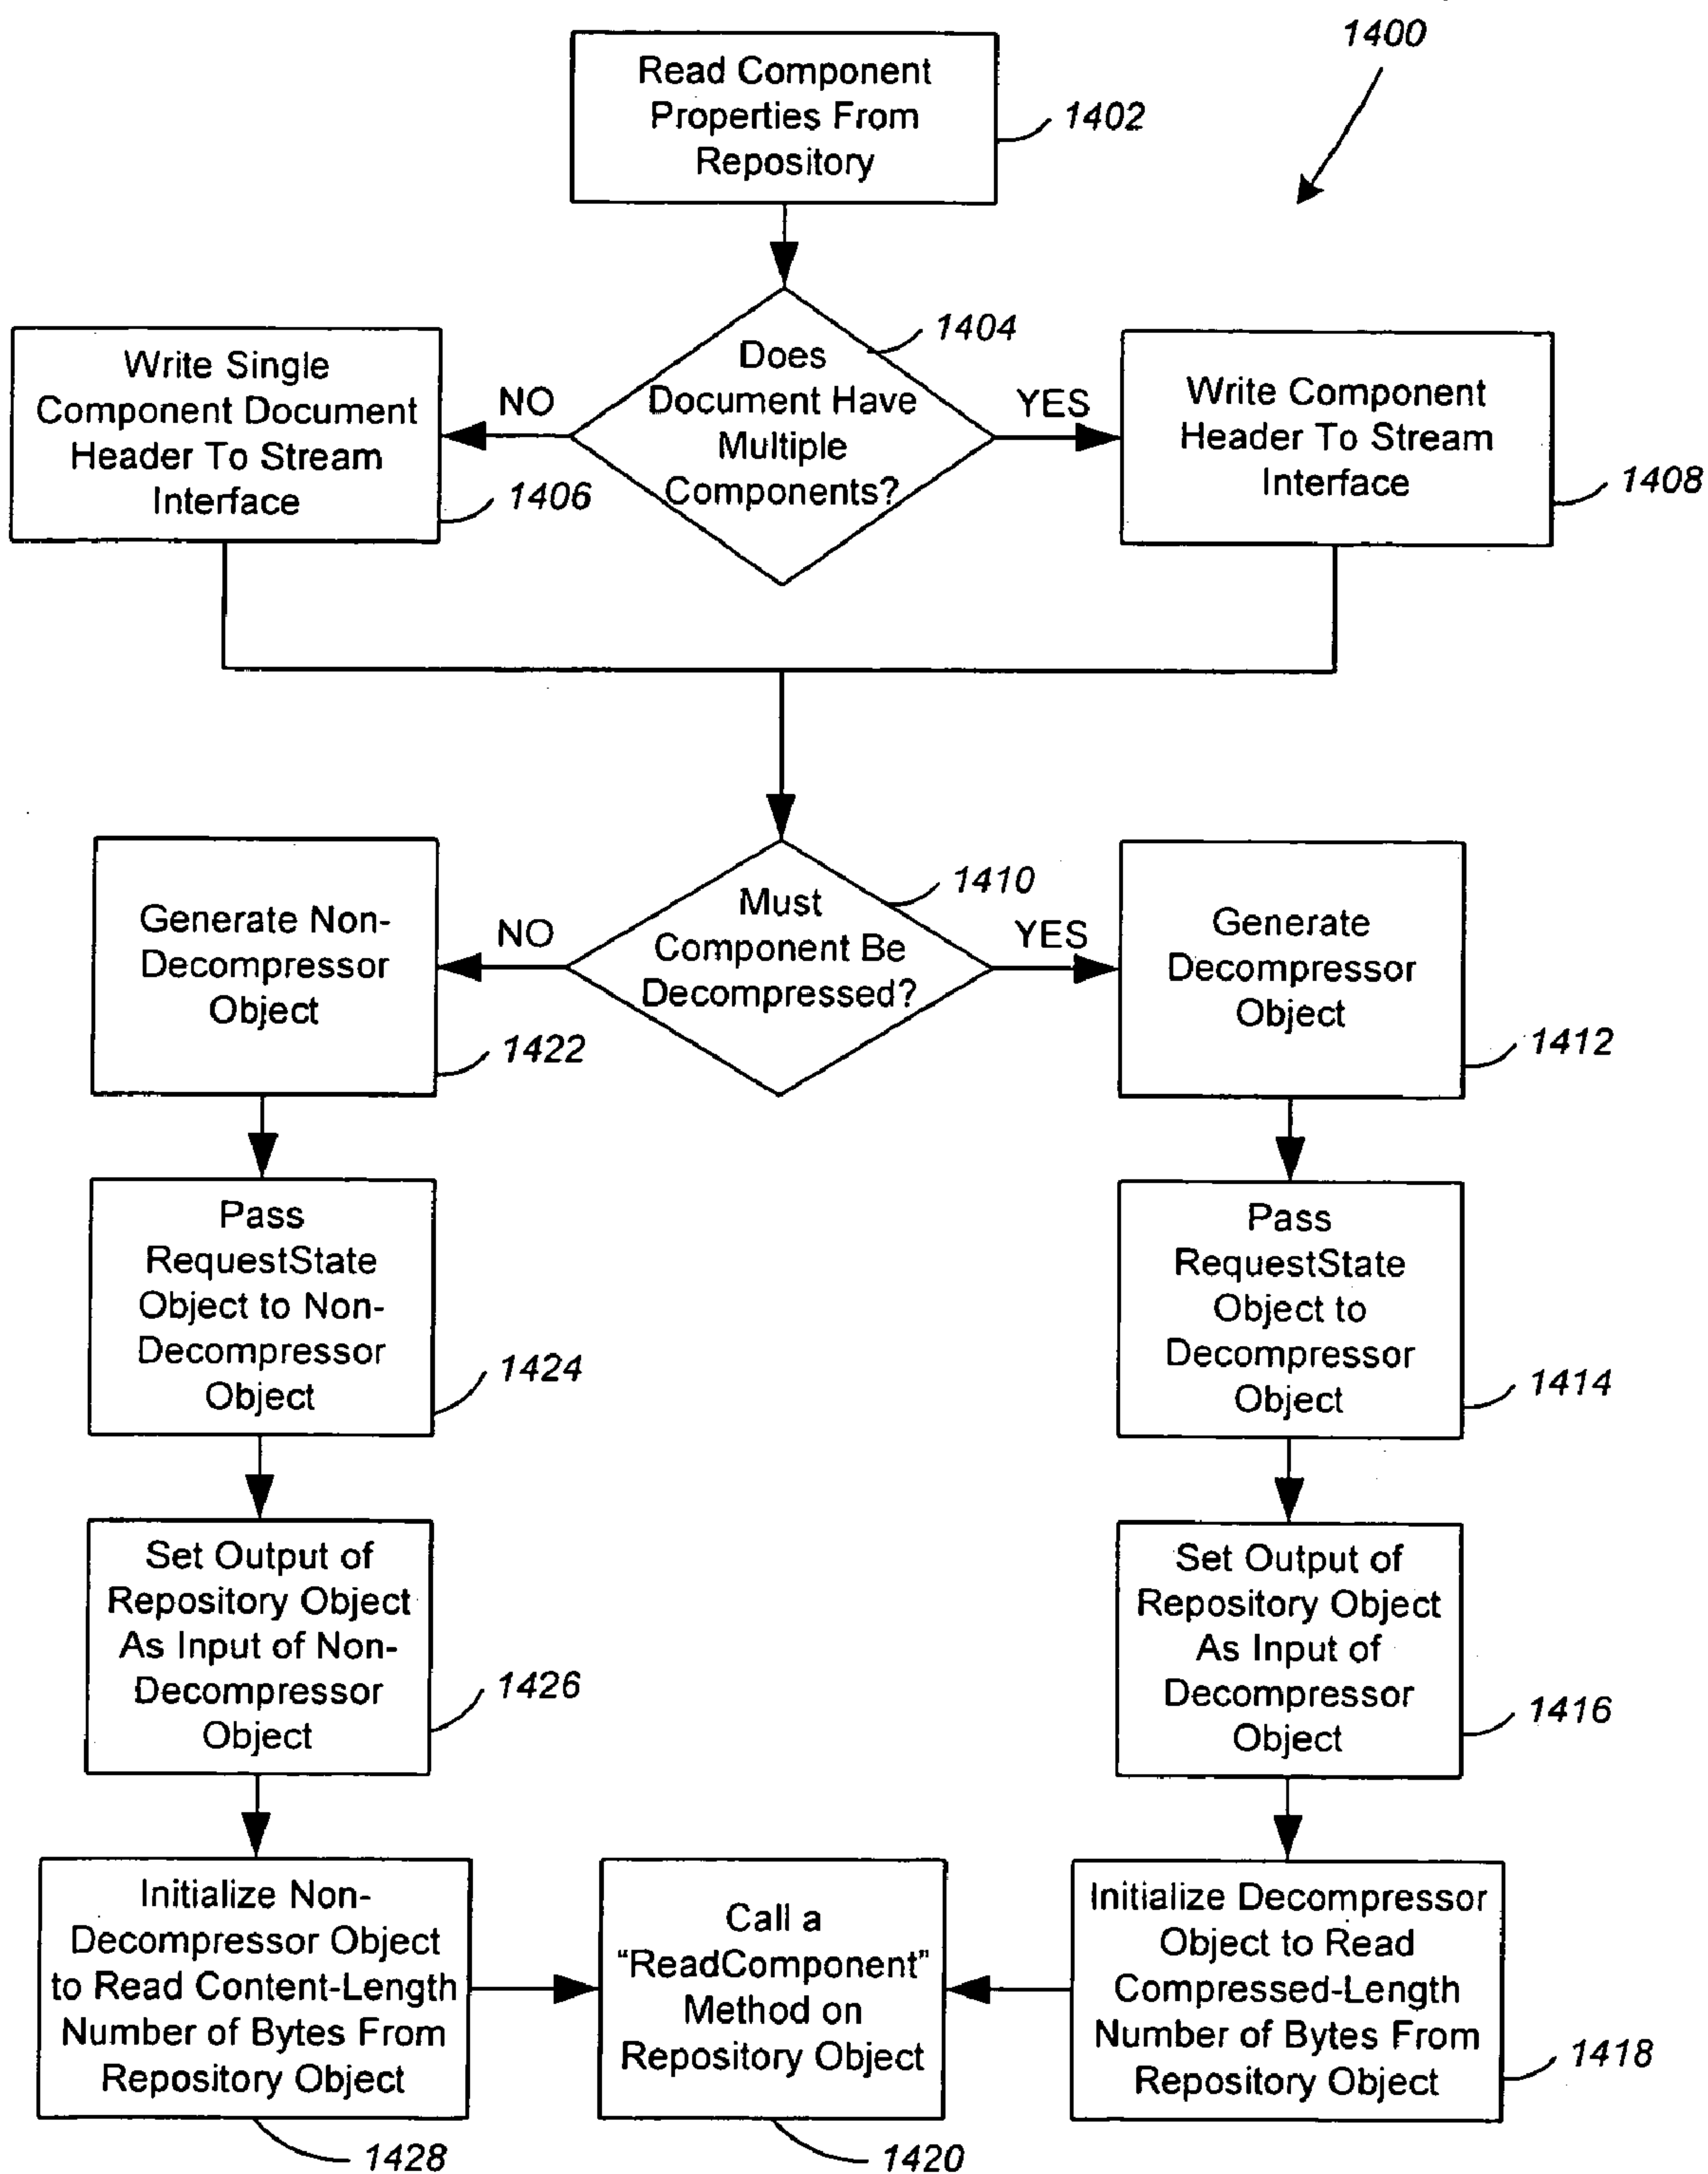 1400
Read Component
Properties From
Repository
1402
1404
Does
Document Have
Multiple
Components?
NO
YES
Write Single
Component Document
Header To Stream
Interface
1406
Write Component
Header To Stream
Interface
1408
1410
Must
Component Be
Decompressed?
NO
YES
Generate Non-
Decompressor
Object
1422
Generate
Decompressor
Object
1412
Pass
RequestState
Object to Non-
Decompressor
Object
1424
Pass
RequestState
Object to
Decompressor
Object
1414
Set Output of
Repository Object
As Input of Non-
Decompressor
Object
1426
Set Output of
Repository Object
As Input of
Decompressor
Object
1416
Initialize Non-
Decompressor Object
to Read Content-Length
Number of Bytes From
Repository Object
1428
Call a
“ReadComponent”
Method on
Repository Object
1420
Initialize Decompressor
Object to Read
Compressed-Length
Number of Bytes From
Repository Object
1418